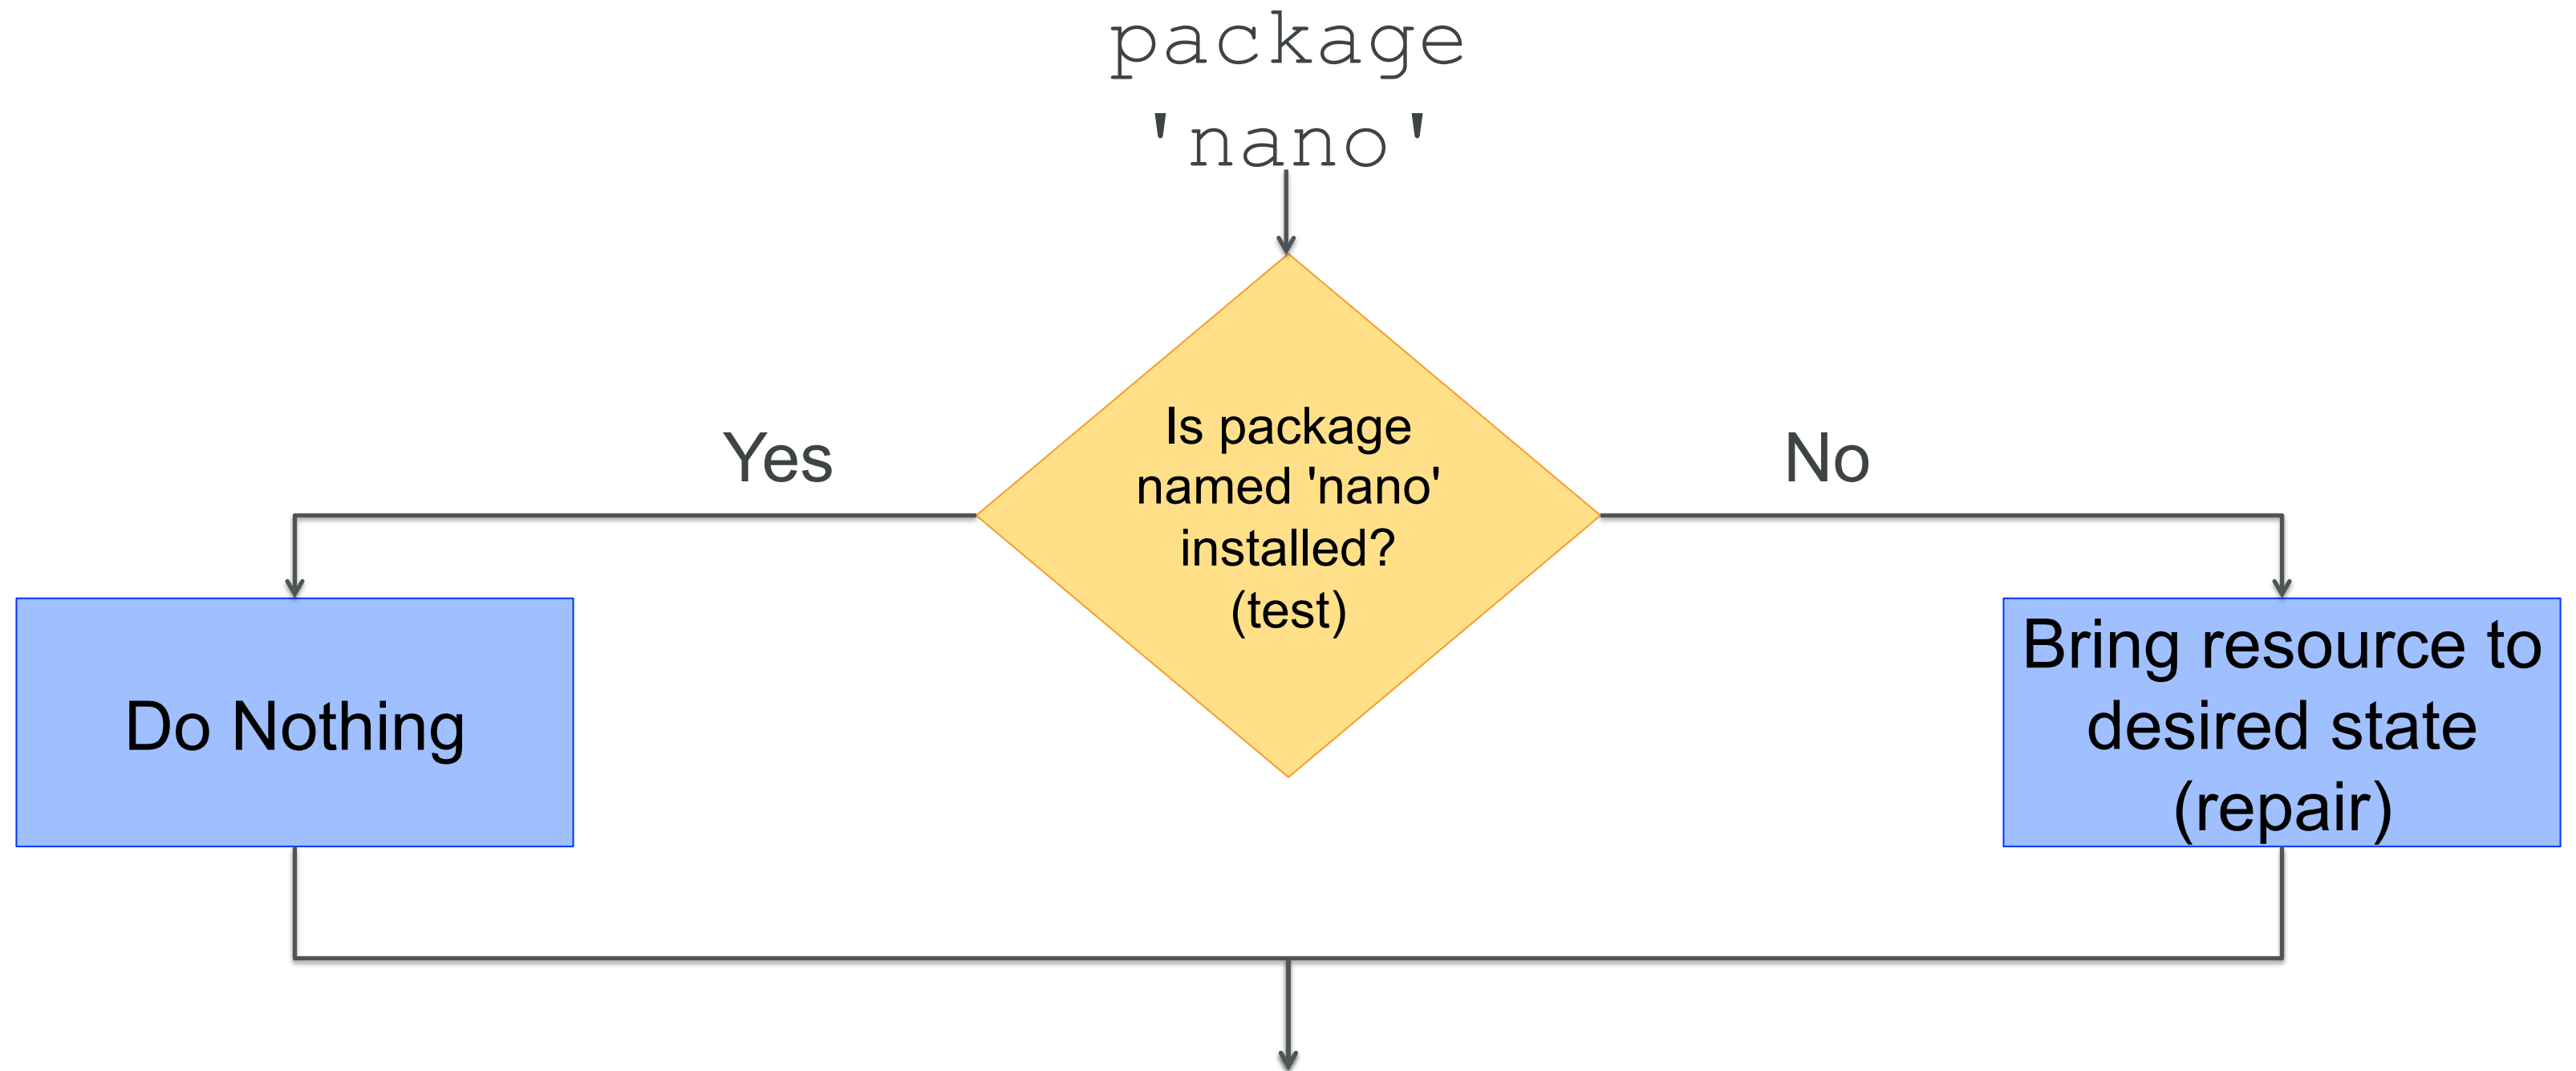 package
'nano'
Is package
named 'nano'
installed?
(test)
Yes
No
Do Nothing
Bring resource to
desired state
(repair)